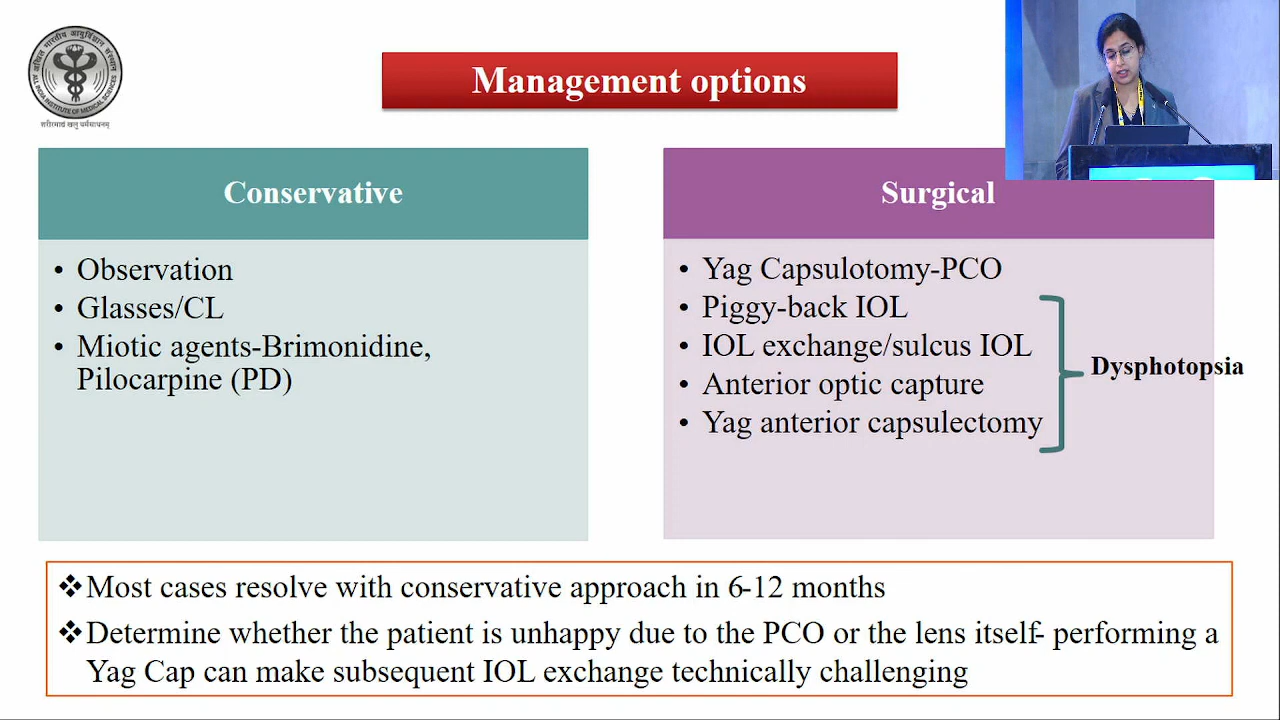 Management options
Conservative
• Observation
• Glasses/CL
• Miotic agents-Brimonidine,
Pilocarpine (PD)
Surgical
• Yag Capsulotomy-PCO
• Piggy-back IOL
• IOL exchange/sulcus IOL
• Anterior optic capture
• Yag anterior capsulectomy
Dysphotopsia
❖Most cases resolve with conservative approach in 6-12 months
❖Determine whether the patient is unhappy due to the PCO or the lens itself- performing a
Yag Cap can make subsequent IOL exchange technically challenging